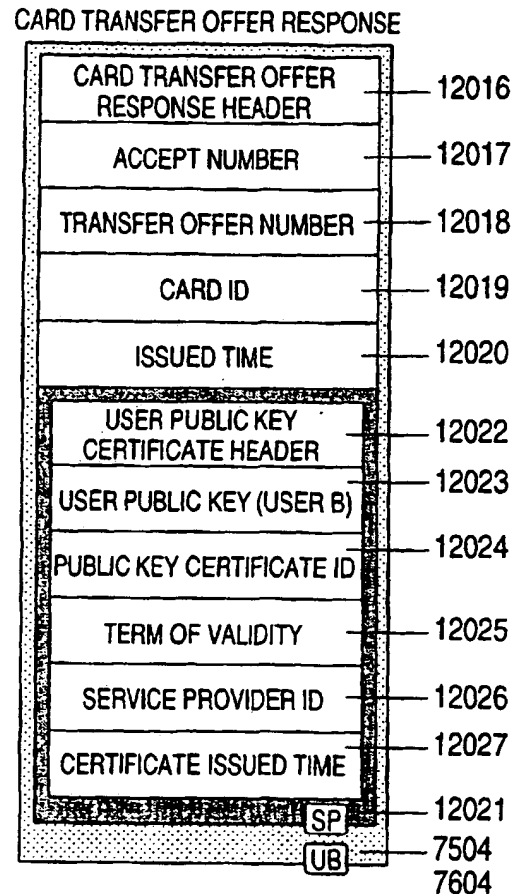 CARD TRANSFER OFFER RESPONSE
CARD TRANSFER OFFER
RESPONSE HEADER
12016
ACCEPT NUMBER
12017
TRANSFER OFFER NUMBER
12018
CARD ID
12019
ISSUED TIME
12020
USER PUBLIC KEY
CERTIFICATE HEADER
12022
USER PUBLIC KEY (USER B)
12023
PUBLIC KEY CERTIFICATE ID
12024
TERM OF VALIDITY
12025
SERVICE PROVIDER ID
12026
CERTIFICATE ISSUED TIME
12027
SP
12021
UB
7504
7604